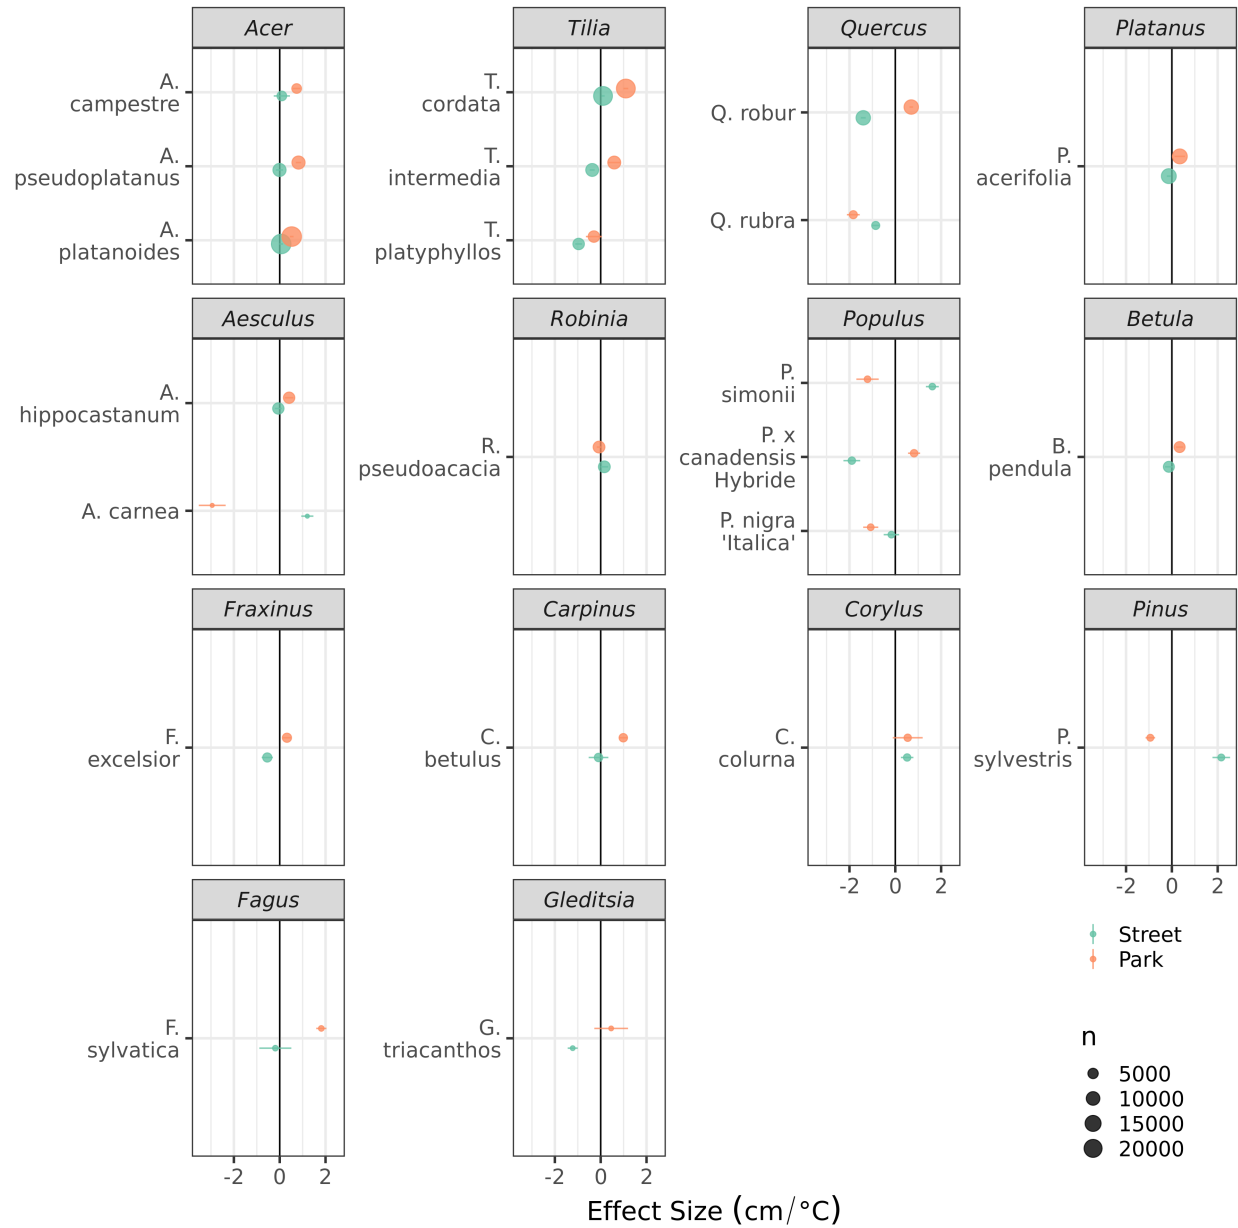 Acer
Tilia
Quercus
Platanus
A.
campestre
A.
pseudoplatanus
A.
platanoides
T.
cordata
T.
intermedia
T.
platyphyllos
Q. robur
Q. rubra
P.
acerifolia
Aesculus
Robinia
Populus
Betula
A.
hippocastanum
A. carnea
R.
pseudoacacia
P.
simonii
P. x
canadensis
Hybride
P. nigra
'Italica'
B.
pendula
Fraxinus
Carpinus
Corylus
Pinus
F.
excelsior
C.
betulus
C.
colurna
P.
sylvestris
-2 0 2
-2 0 2
Fagus
Gleditsia
F.
sylvatica
G.
triacanthos
-2 0 2
-2 0 2
Street
Park
n
5000
10000
15000
20000
Effect Size (cm/°C)